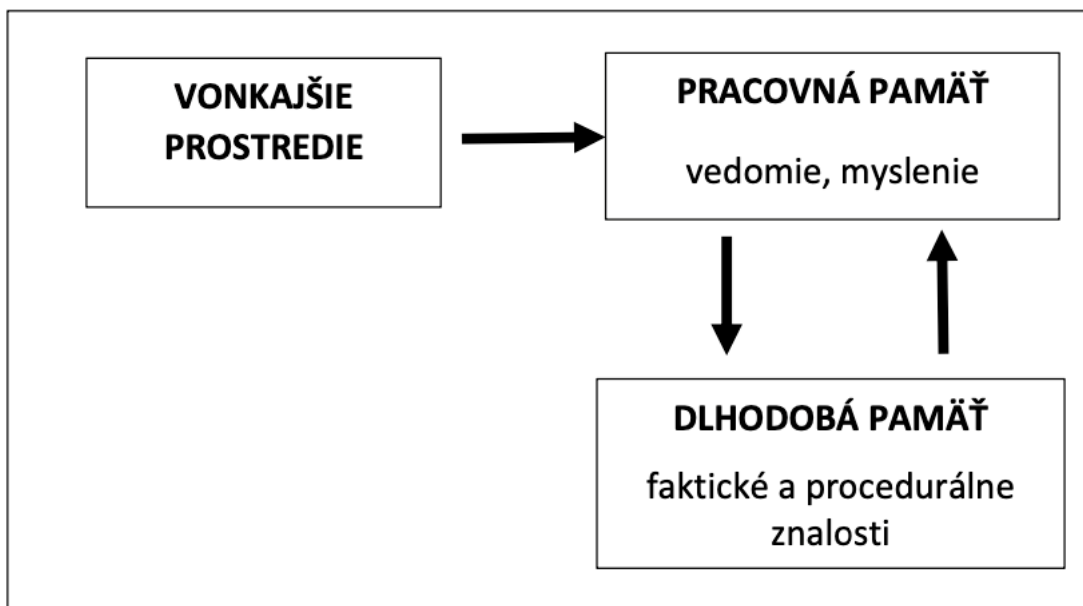 VONKAJŠIE
PROSTREDIE
PRACOVNÁ PAMÄŤ
vedomie, myslenie
DLHODOBÁ PAMÄŤ
faktické a procedurálne
znalosti